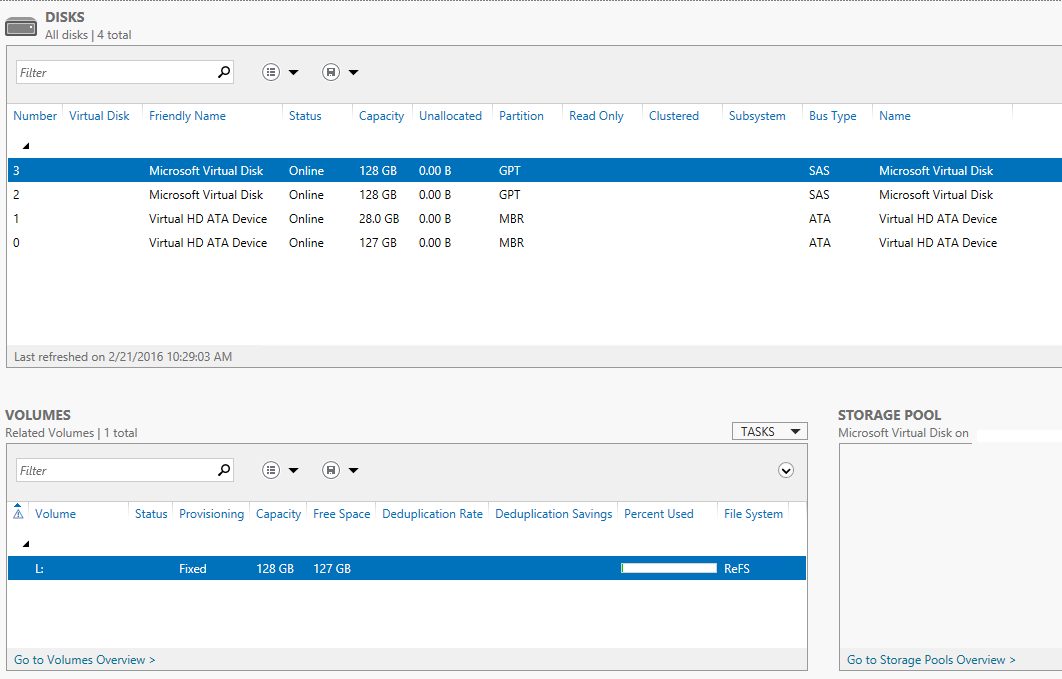 DISKS
All disks | 4 total
Filter
Number Virtual Disk Friendly Name Status Capacity Unallocated Partition Read Only Clustered Subsystem Bus Type Name
3 Microsoft Virtual Disk Online 128 GB 0.00 B GPT SAS Microsoft Virtual Disk
2 Microsoft Virtual Disk Online 128 GB 0.00 B GPT SAS Microsoft Virtual Disk
1 Virtual HD ATA Device Online 28.0 GB 0.00 B MBR ATA Virtual HD ATA Device
0 Virtual HD ATA Device Online 127 GB 0.00 B MBR ATA Virtual HD ATA Device
Last refreshed on 2/21/2016 10:29:03 AM
VOLUMES
Related Volumes | 1 total
TASKS
Filter
Volume Status Provisioning Capacity Free Space Deduplication Rate Deduplication Savings Percent Used File System
L: Fixed 128 GB 127 GB ReFS
Go to Volumes Overview >
STORAGE POOL
Microsoft Virtual Disk on
Go to Storage Pools Overview >